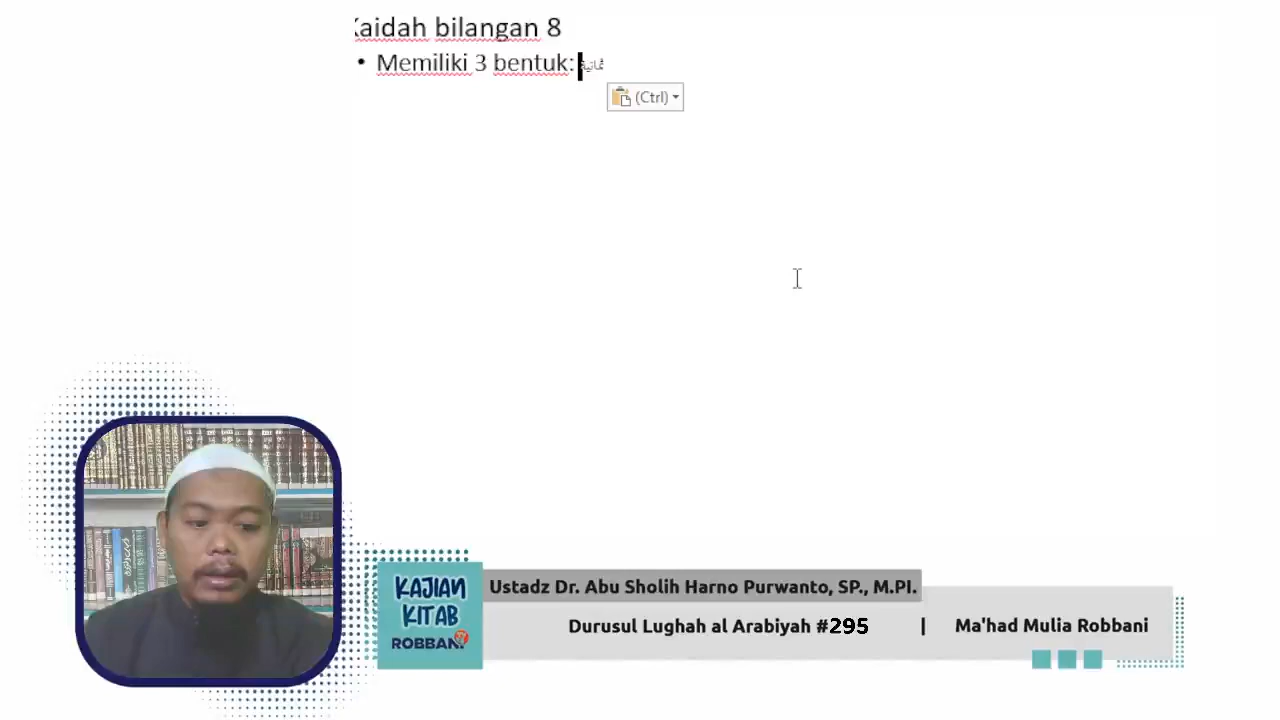 Kaidah bilangan 8
• Memiliki 3 bentuk: ثمانية
(Ctrl)
KAJIAN
KITAB
ROBBANI
Ustadz Dr. Abu Sholih Harno Purwanto, SP., M.PI.
Durusul Lughah al Arabiyah #295 | Ma'had Mulia Robbani